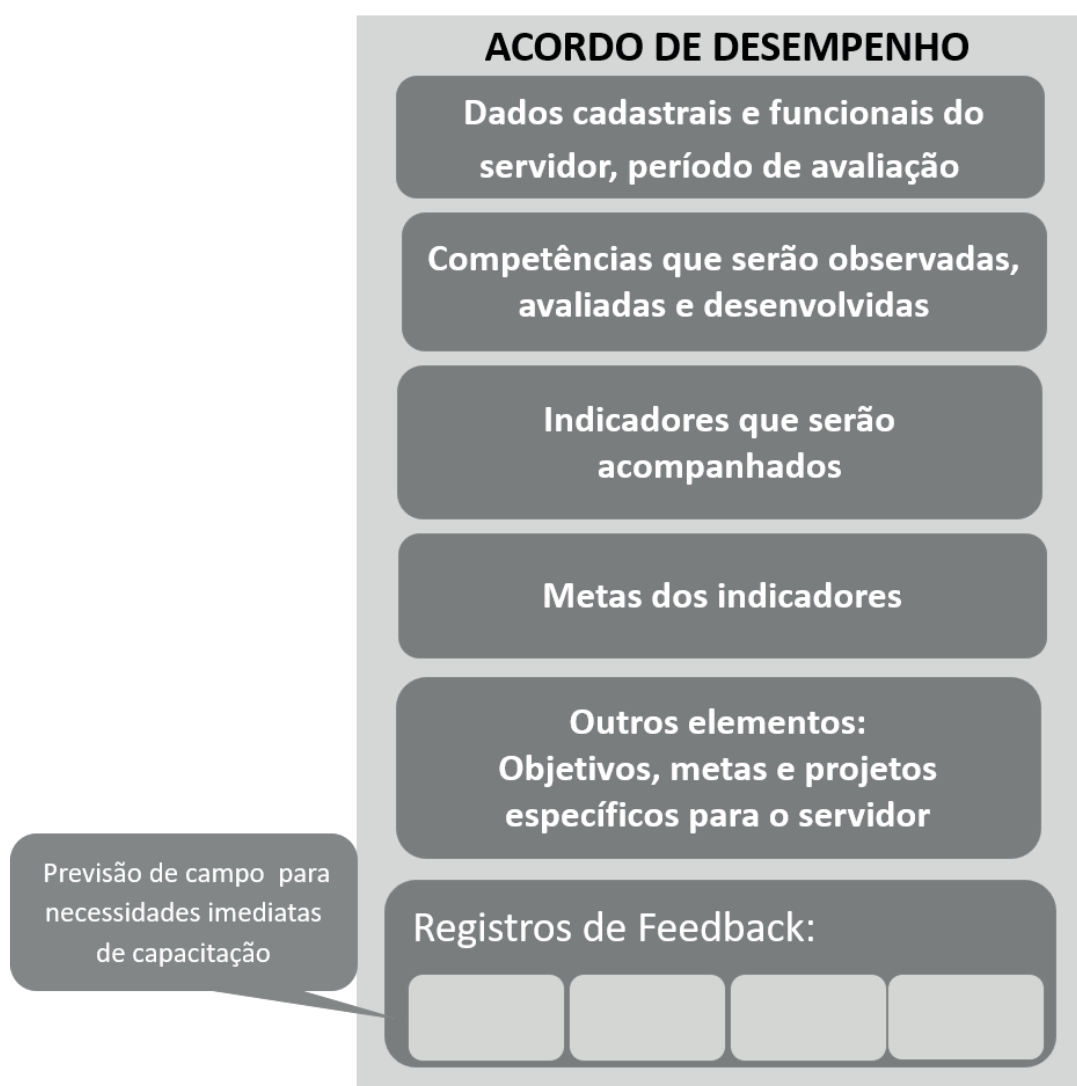 ACORDO DE DESEMPENHO
Dados cadastrais e funcionais do
servidor, período de avaliação
Competências que serão observadas,
avaliadas e desenvolvidas
Indicadores que serão
acompanhados
Metas dos indicadores
Outros elementos:
Objetivos, metas e projetos
específicos para o servidor
Previsão de campo para
necessidades imediatas
de capacitação
Registros de Feedback: